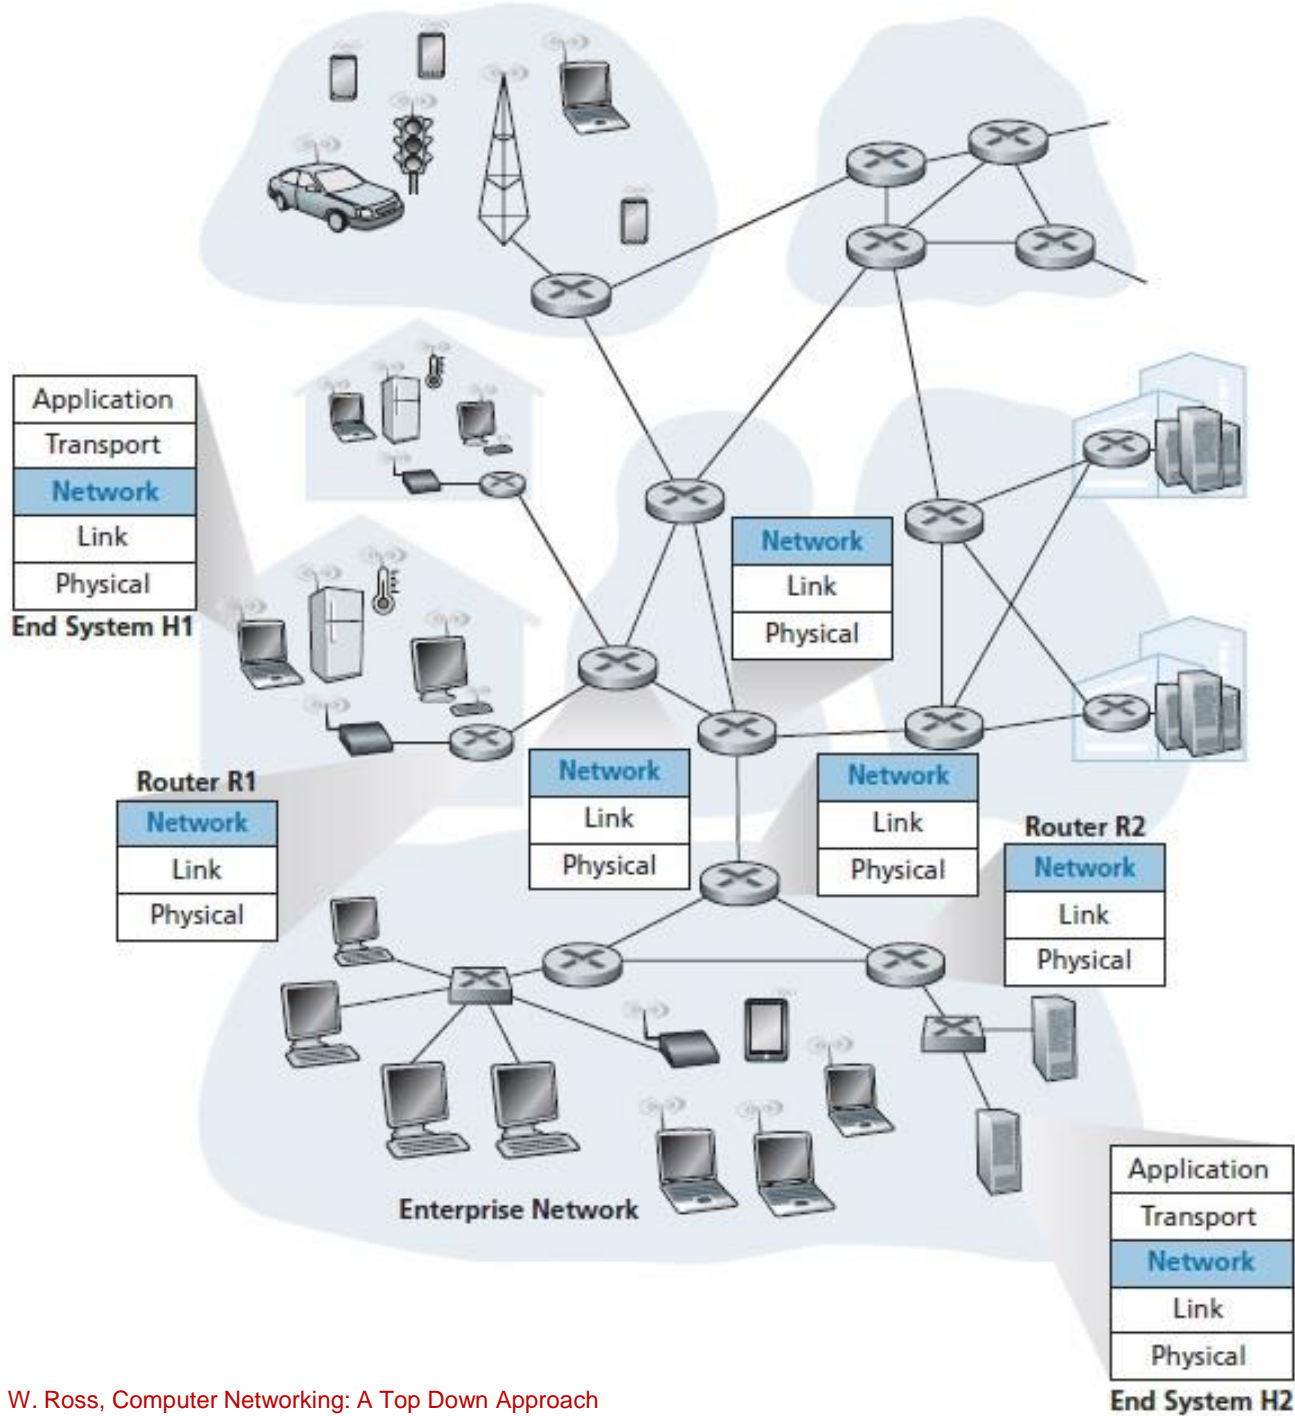 Application
Transport
Network
Link
Physical
End System H1
Network
Link
Physical
Router R1
Network
Link
Physical
Network
Link
Physical
Network
Link
Physical
Router R2
Network
Link
Physical
Enterprise Network
Application
Transport
Network
Link
Physical
End System H2
W. Ross, Computer Networking: A Top Down Approach